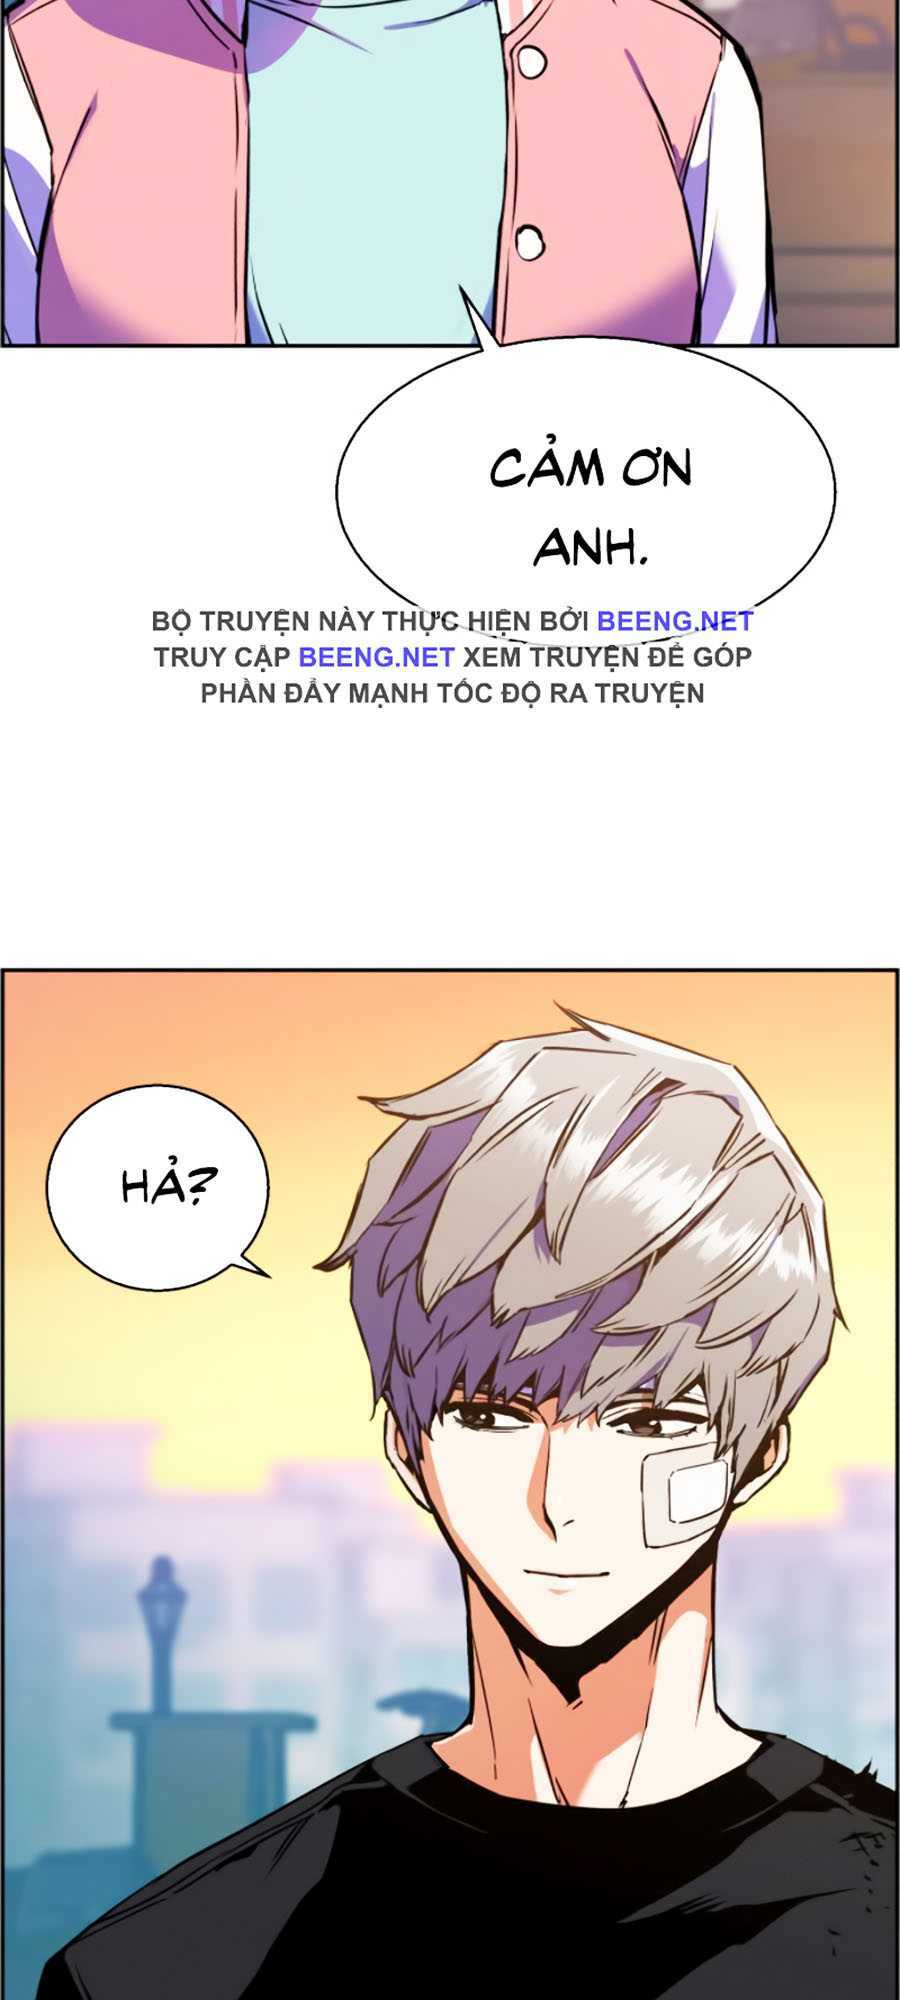 CẢM ƠN
ANH.
BỘ TRUYỆN NÀY THỰC HIỆN BỞI BEENG.NET
TRUY CẬP BEENG.NET XEM TRUYỆN ĐỂ GÓP
PHẦN ĐẨY MẠNH TỐC ĐỘ RA TRUYỆN
HẢ?